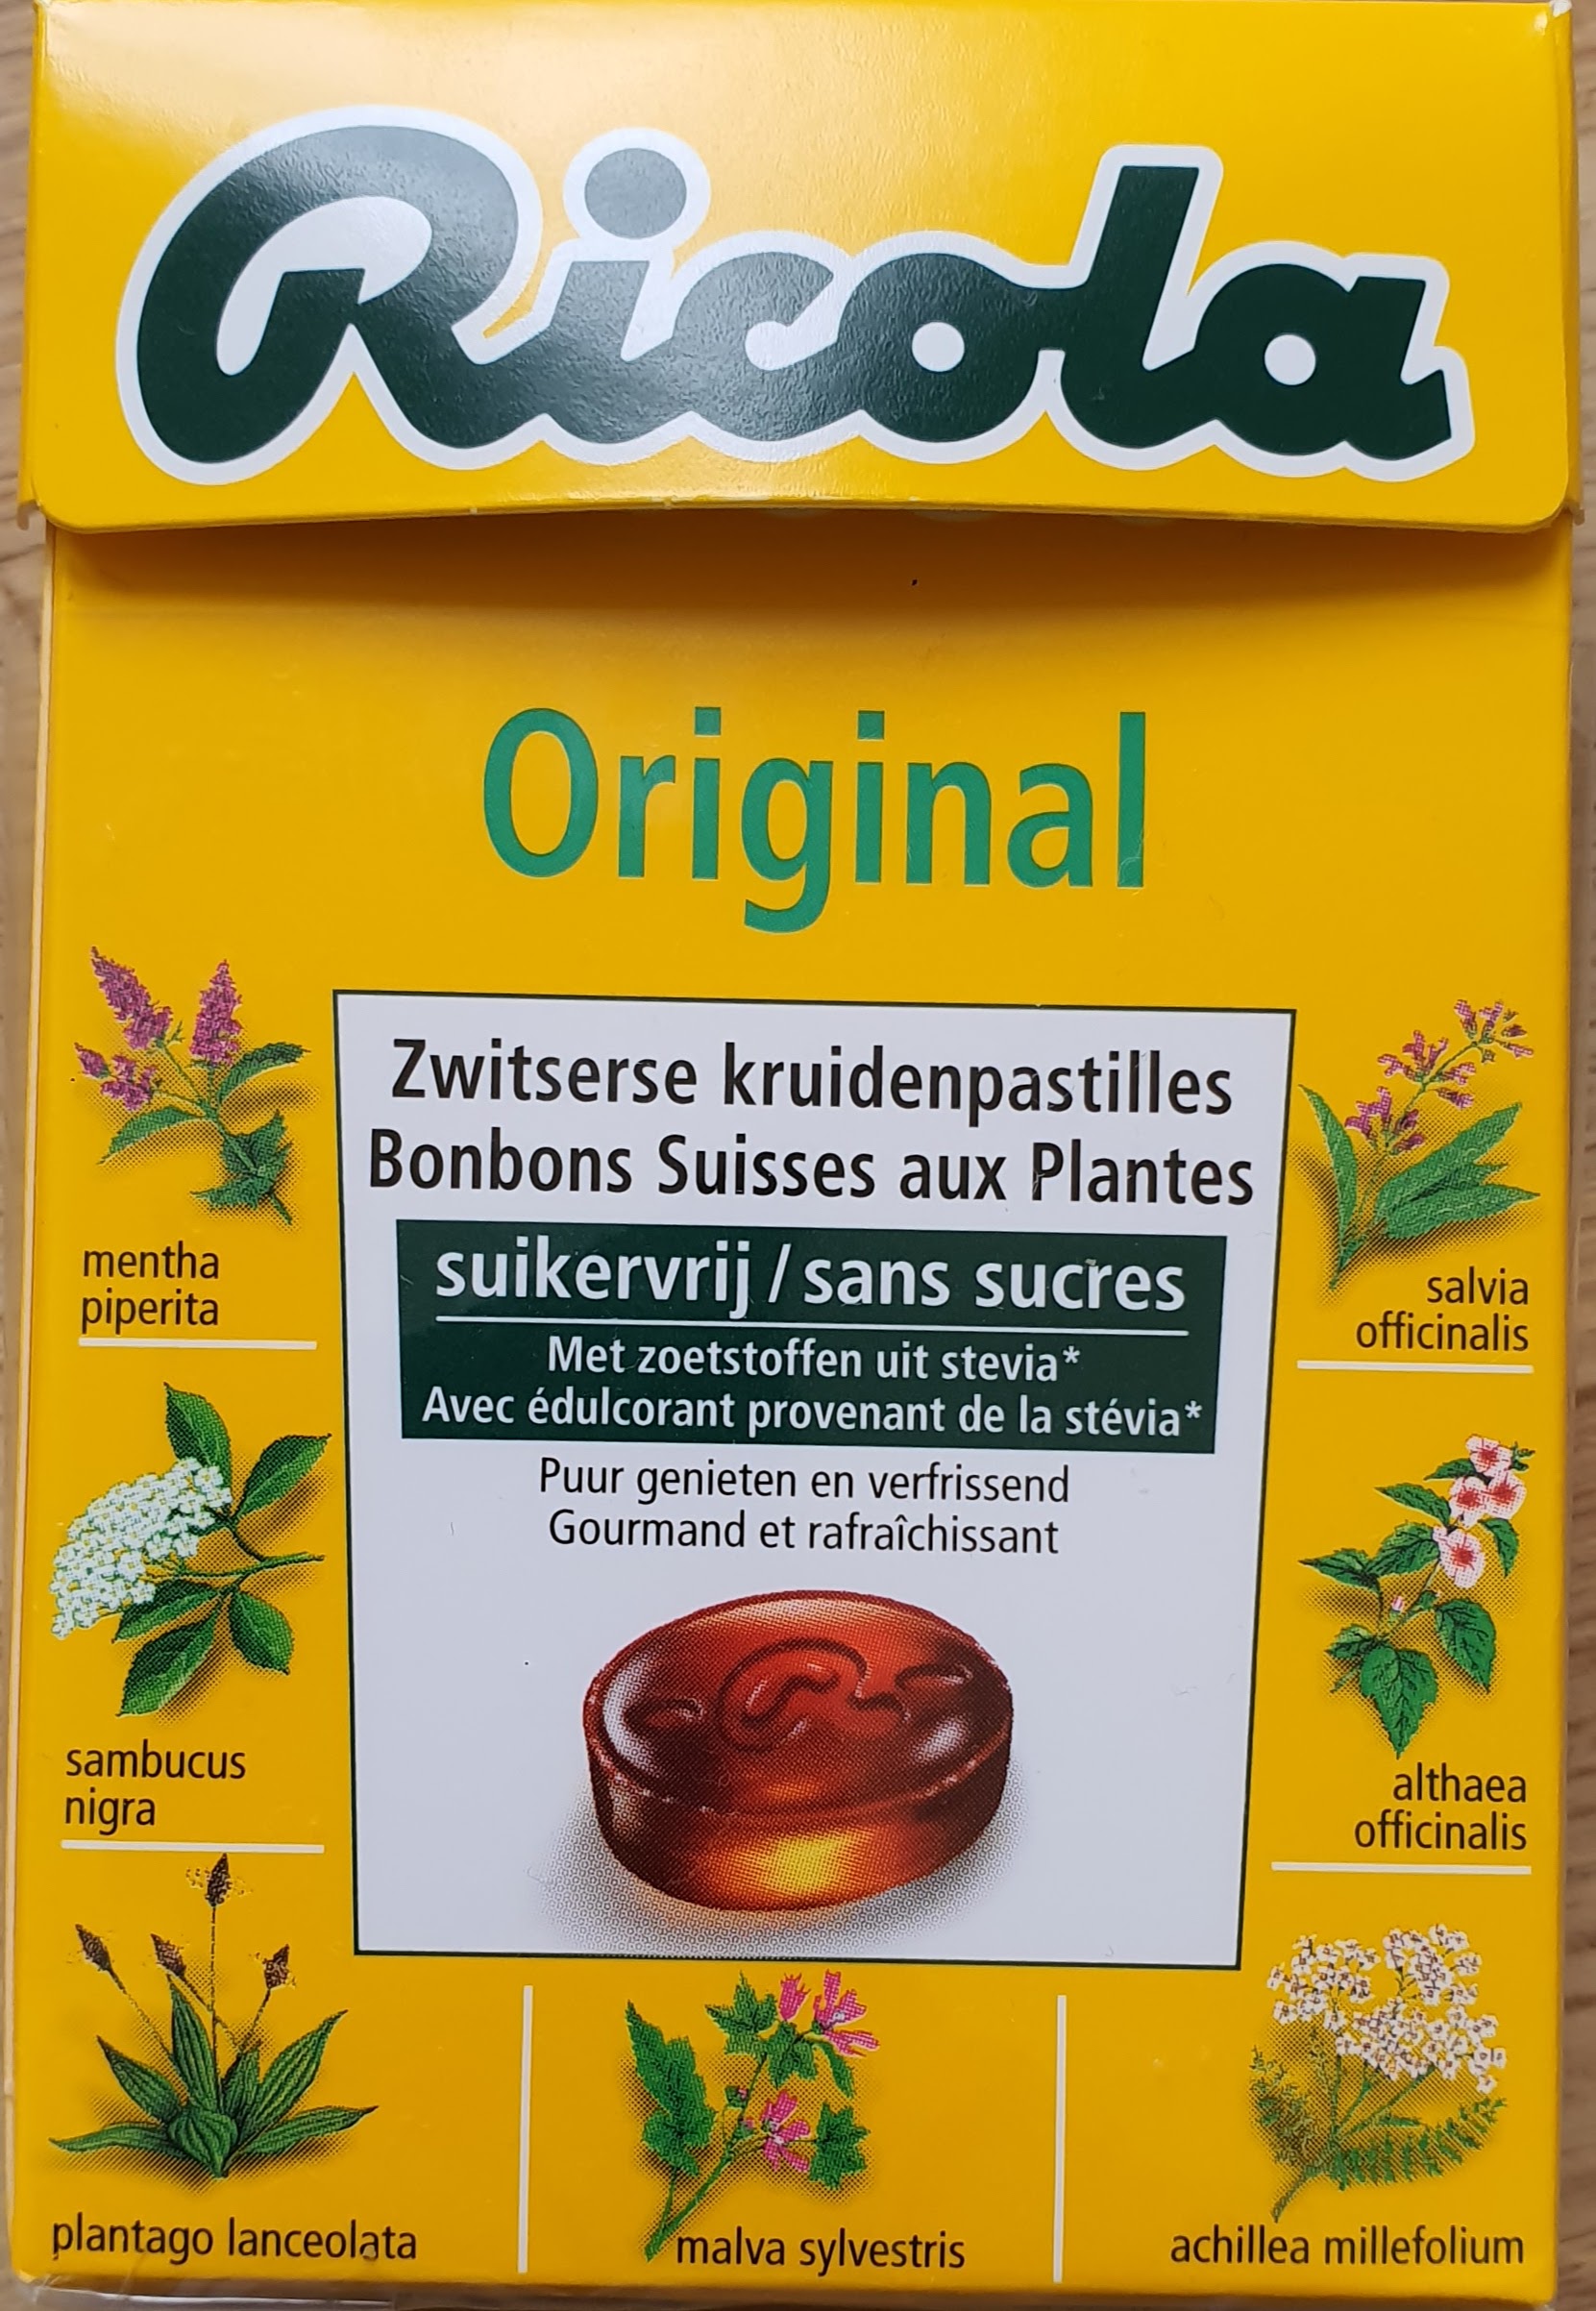 Ricola
Original
Zwitserse kruidenpastilles
Bonbons Suisses aux Plantes
suikervrij / sans sucres
Met zoetstoffen uit stevia*
Avec édulcorant provenant de la stévia*
Puur genieten en verfrissend
Gourmand et rafraîchissant
mentha
piperita
salvia
officinalis
sambucus
nigra
althaea
officinalis
plantago lanceolata
malva sylvestris
achillea millefolium